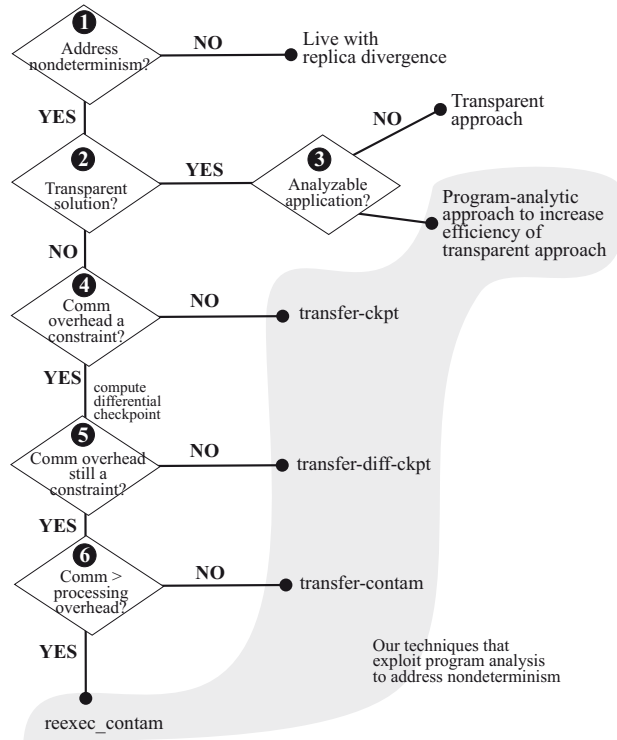 1
Address
nondeterminism?
NO
Live with
replica divergence
YES
NO
Transparent
approach
2
Transparent
solution?
YES
3
Analyzable
application?
Program-analytic
approach to increase
efficiency of
transparent approach
NO
4
Comm
overhead a
constraint?
NO
transfer-ckpt
YES
compute
differential
checkpoint
5
Comm overhead
still a
constraint?
NO
transfer-diff-ckpt
YES
6
Comm >
processing
overhead?
NO
transfer-contam
YES
Our techniques that
exploit program analysis
to address nondeterminism
reexec_contam